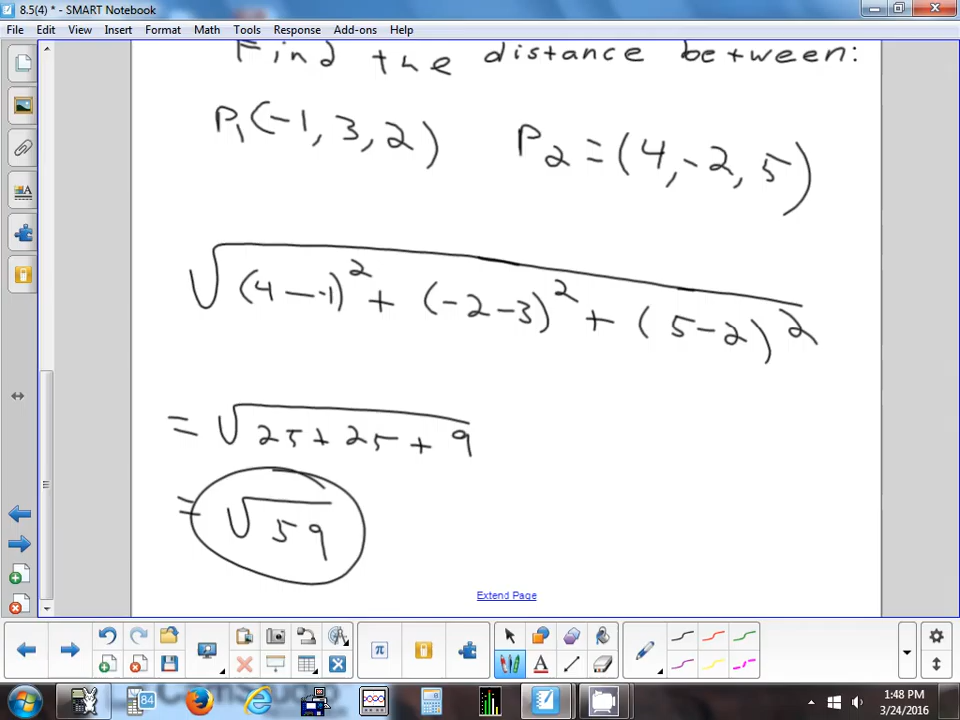 8.5(4) * - SMART Notebook
File Edit View Insert Format Math Tools Response Add-ons Help
Find the distance between:
P₁(-1, 3, 2) P₂ = (4, -2, 5)
√(4--1)² + (-2-3)² + (5-2)²
= √25+25+9
= √59
Extend Page
π
A
84
1:48 PM
3/24/2016